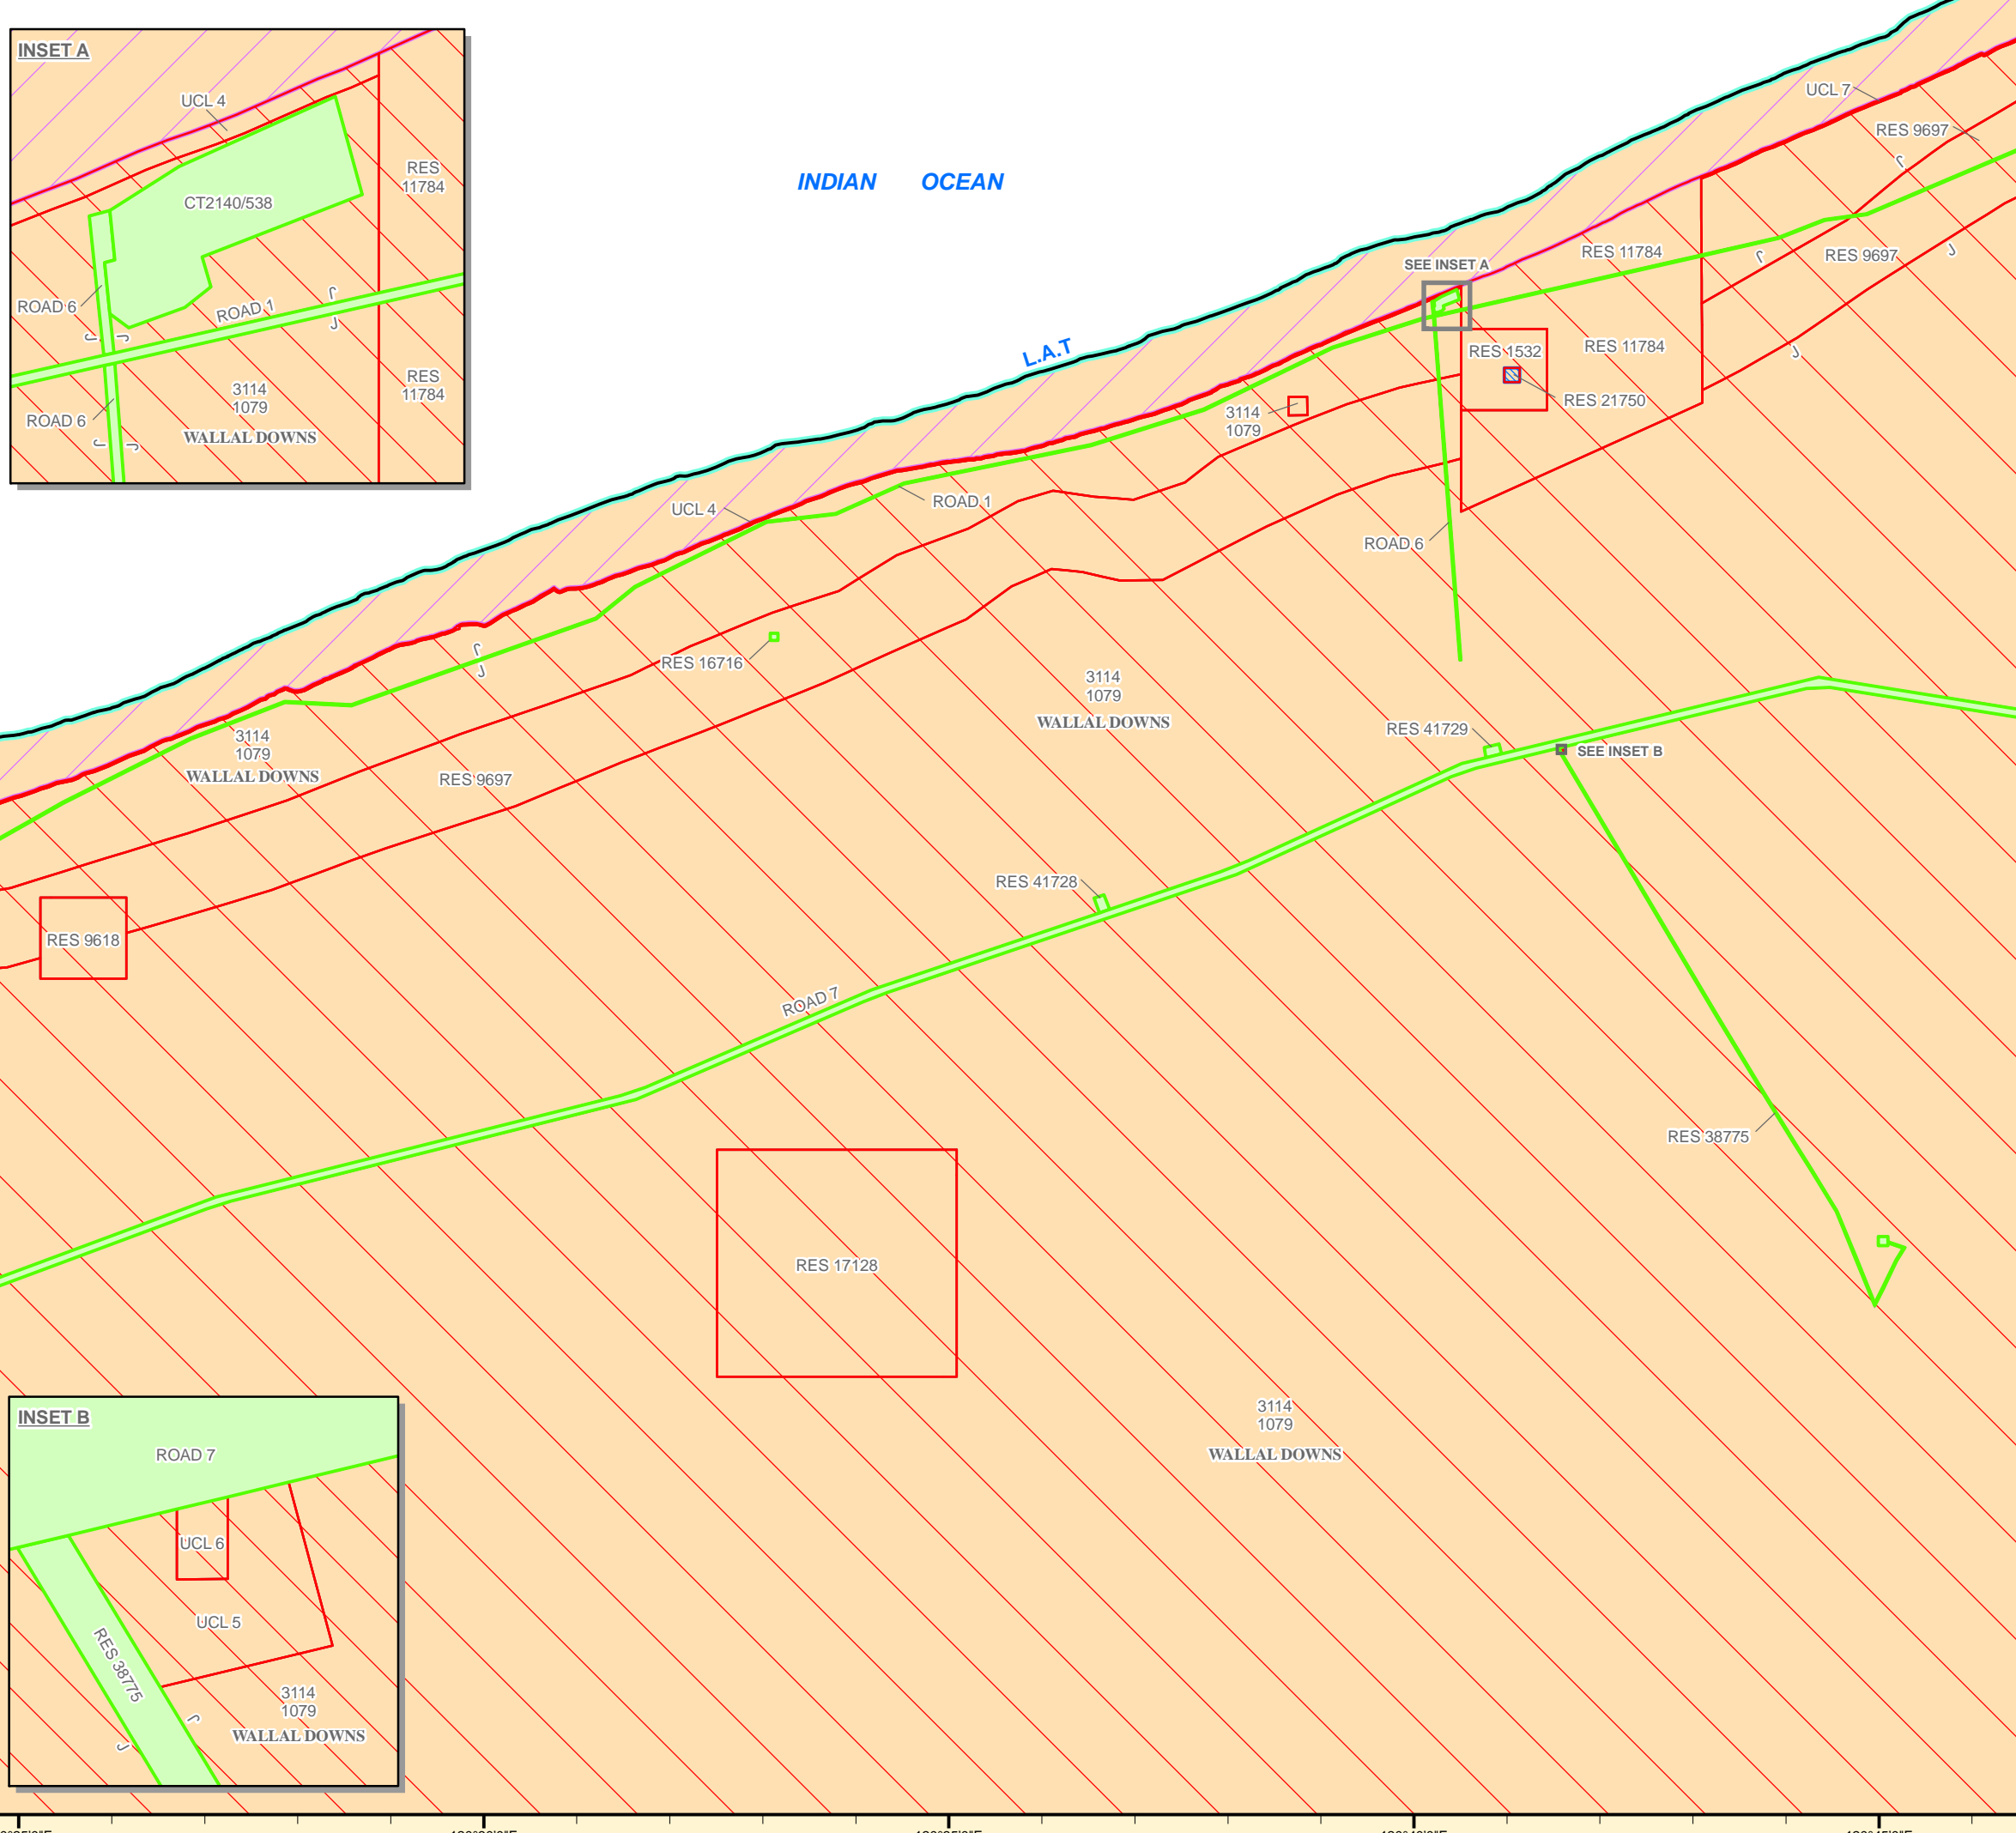 INSET A
UCL 4
CT2140/538
RES
11784
ROAD 6
ROAD 1
J
J
J
J
ROAD 6
J
J
3114
1079
WALLAL DOWNS
RES
11784
INDIAN OCEAN
L.A.T
UCL 7
RES 9697
J
SEE INSET A
RES 11784
J
RES 9697
J
RES 1532
RES 11784
J
RES 21750
3114
1079
UCL 4
ROAD 1
ROAD 6
J
J
RES 16716
3114
1079
WALLAL DOWNS
3114
1079
WALLAL DOWNS
RES 9697
RES 41729
SEE INSET B
RES 41728
RES 9618
ROAD 7
RES 38775
RES 17128
3114
1079
WALLAL DOWNS
INSET B
ROAD 7
UCL 6
UCL 5
RES 38775
J
J
3114
1079
WALLAL DOWNS